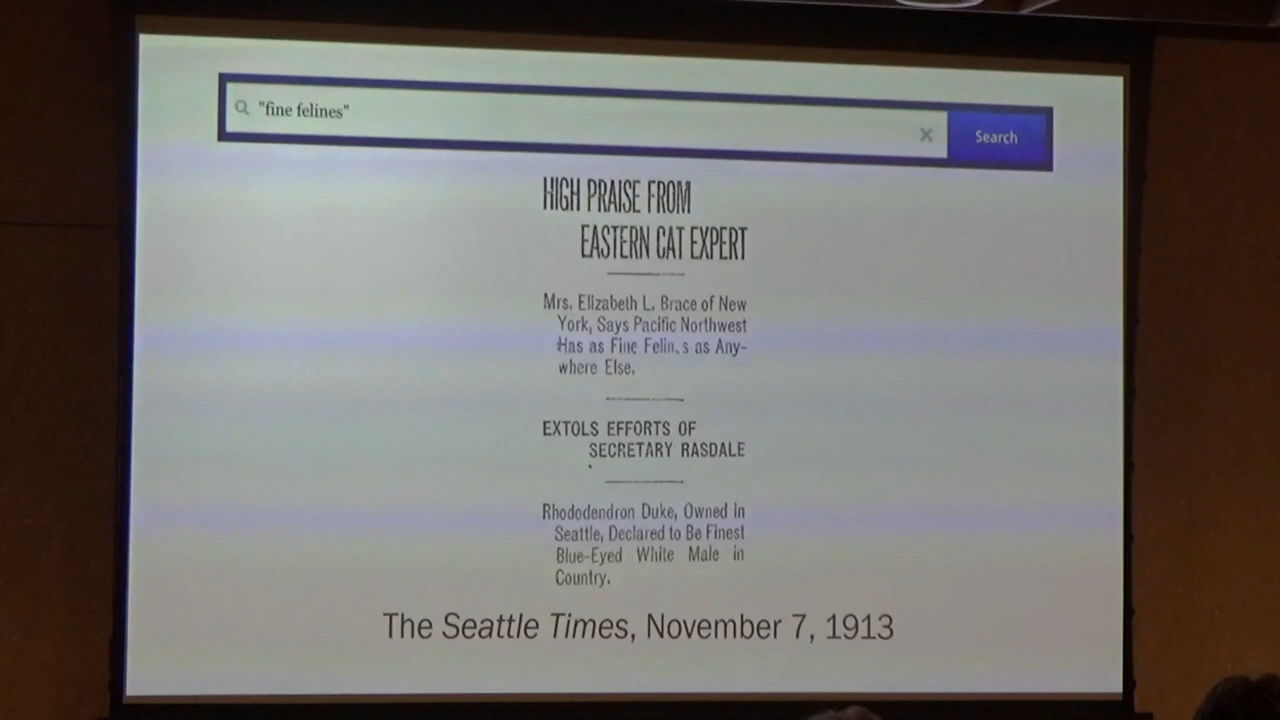 "fine felines"
Search
HIGH PRAISE FROM
EASTERN CAT EXPERT
Mrs. Elizabeth L. Brace of New
York, Says Pacific Northwest
Has as Fine Felines as Any-
where Else.
EXTOLS EFFORTS OF
SECRETARY RASDALE
Rhododendron Duke, Owned in
Seattle, Declared to Be Finest
Blue-Eyed White Male in
Country.
The Seattle Times, November 7, 1913